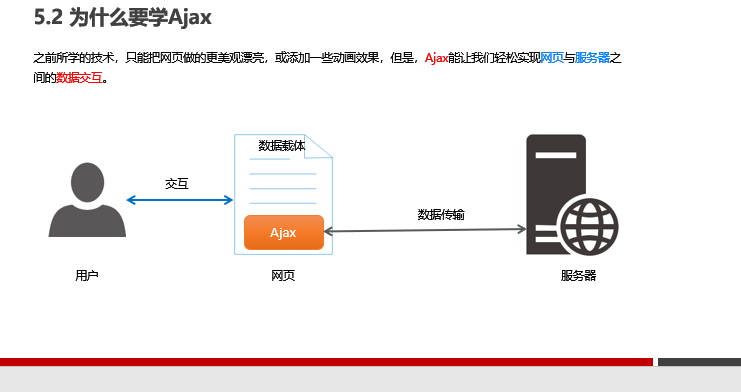 5.2 为什么要学Ajax
之前所学的技术，只能把网页做的更美观漂亮，或添加一些动画效果，但是，Ajax能让我们轻松实现网页与服务器之
间的数据交互。
数据载体
交互
数据传输
Ajax
用户
网页
服务器